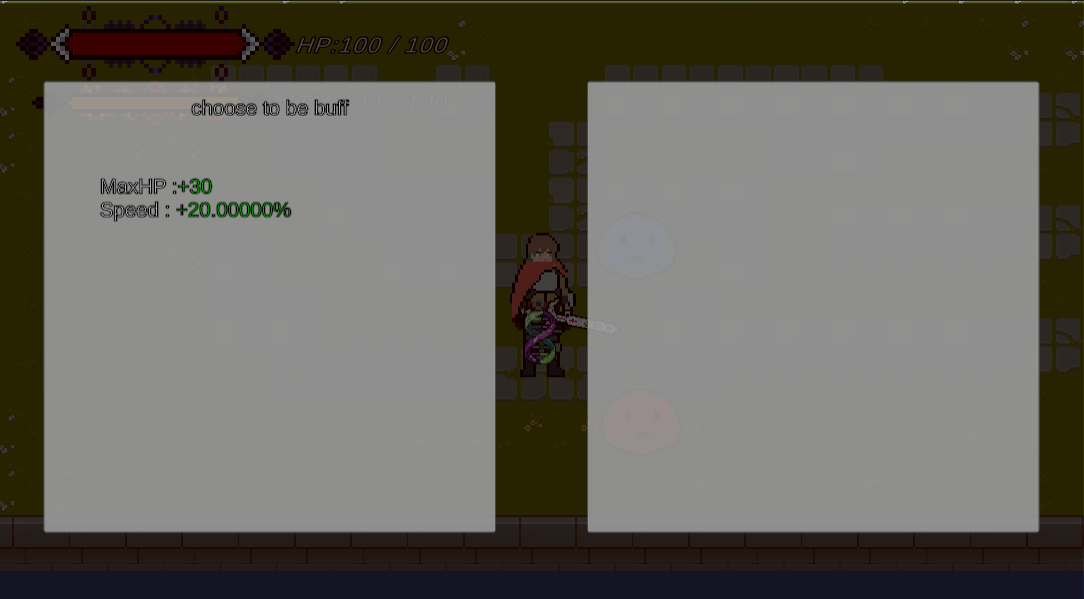 HP:100 / 100
choose to be buff
MaxHP :+30
Speed : +20.00000%